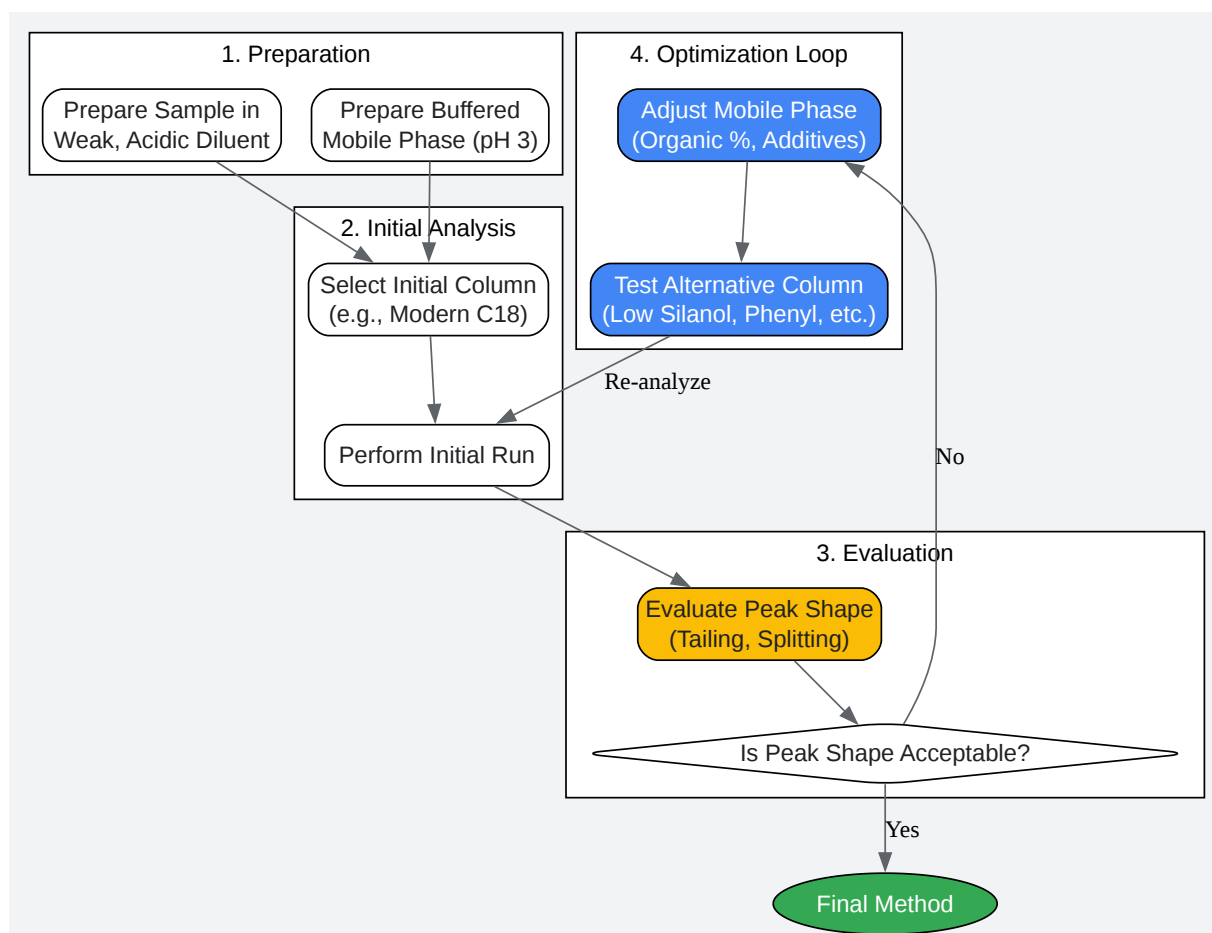 1. Preparation
Prepare Sample in
Weak, Acidic Diluent
Prepare Buffered
Mobile Phase (pH 3)
2. Initial Analysis
Select Initial Column
(e.g., Modern C18)
Perform Initial Run
4. Optimization Loop
Adjust Mobile Phase
(Organic %, Additives)
Test Alternative Column
(Low Silanol, Phenyl, etc.)
Re-analyze
No
3. Evaluation
Evaluate Peak Shape
(Tailing, Splitting)
Is Peak Shape Acceptable?
Yes
Final Method